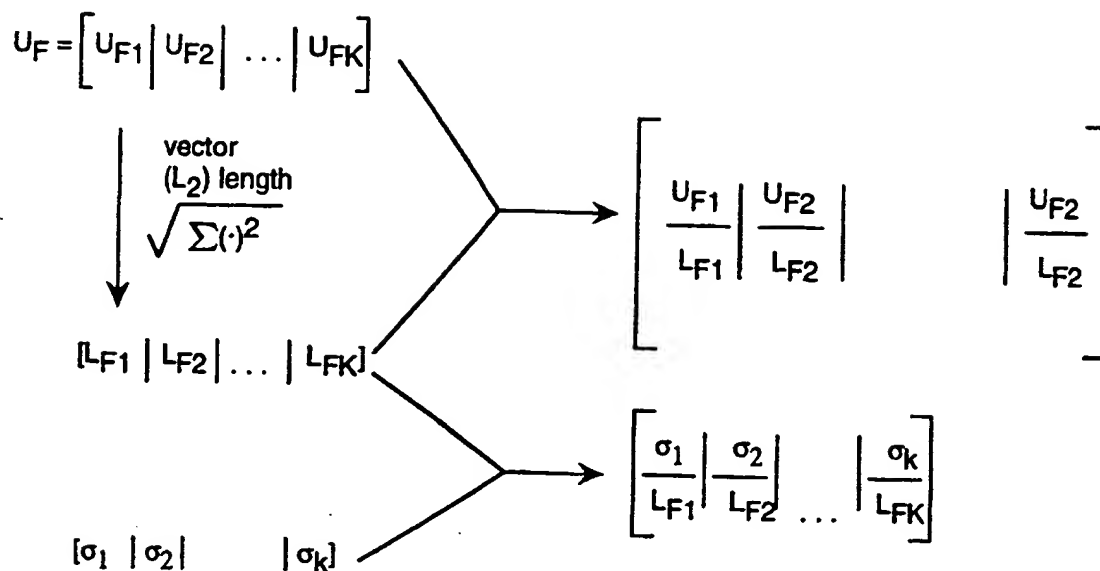 U_F = [ U_F1 | U_F2 | ... | U_FK ]
vector
(L_2) length
√Σ(·)^2
[ U_F1/L_F1 | U_F2/L_F2 | | U_F2/L_F2 ]
[L_F1 | L_F2 | ... | L_FK]
[ σ_1/L_F1 | σ_2/L_F2 | ... | σ_k/L_FK ]
[σ_1 | σ_2 | | σ_k]